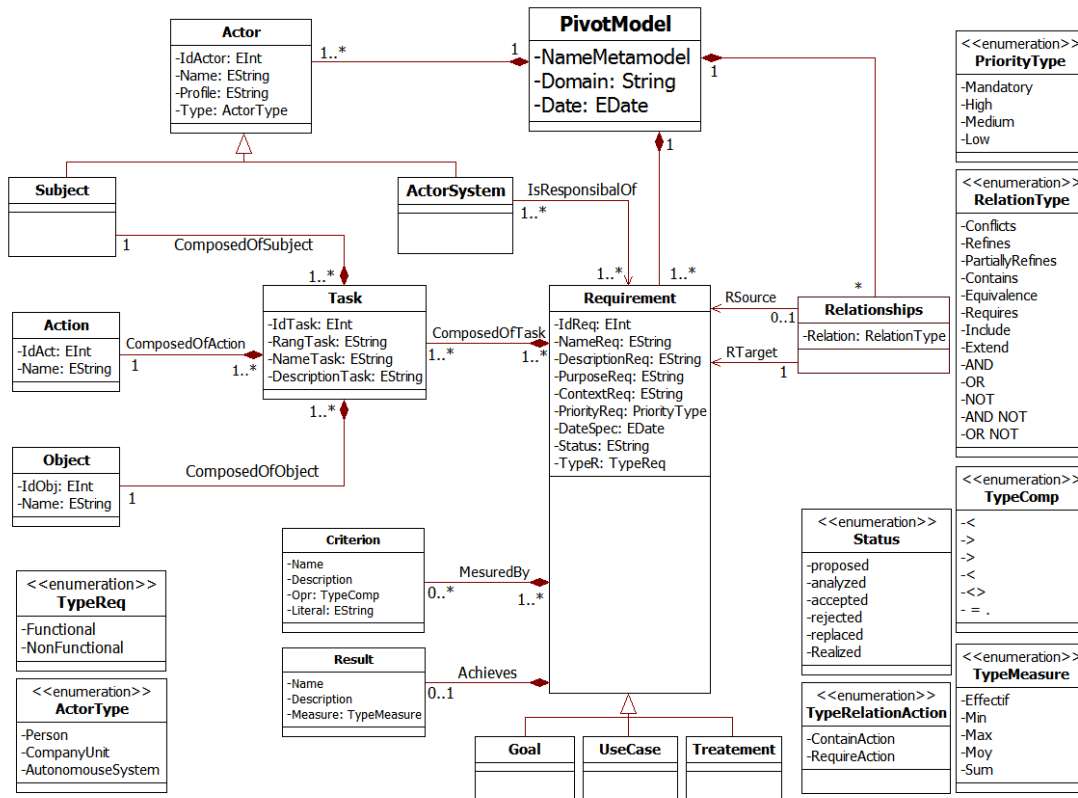 Actor
-IdActor: EInt
-Name: EString
-Profile: EString
-Type: ActorType
1..*
1
PivotModel
-NameMetamodel
-Domain: String
-Date: EDate
1
1
<<enumeration>>
PriorityType
-Mandatory
-High
-Medium
-Low
Subject
ActorSystem
IsResponsibalOf
1..*
1..*
1..*
*
<<enumeration>>
RelationType
-Conflicts
-Refines
-PartiallyRefines
-Contains
-Equivalence
-Requires
-Include
-Extend
-AND
-OR
-NOT
-AND NOT
-OR NOT
1
ComposedOfSubject
1..*
Task
-IdTask: EInt
-RangTask: EString
-NameTask: EString
-DescriptionTask: EString
Action
-IdAct: EInt
-Name: EString
ComposedOfAction
1
1..*
ComposedOfTask
1..*
1..*
Requirement
-IdReq: EInt
-NameReq: EString
-DescriptionReq: EString
-PurposeReq: EString
-ContextReq: EString
-PriorityReq: PriorityType
-DateSpec: EDate
-Status: EString
-TypeR: TypeReq
RSource
0..1
RTarget
1
Relationships
-Relation: RelationType
1..*
Object
-IdObj: EInt
-Name: EString
ComposedOfObject
1
<<enumeration>>
TypeComp
-<
->
->
-<
-<>
- = .
<<enumeration>>
Status
-proposed
-analyzed
-accepted
-rejected
-replaced
-Realized
Criterion
-Name
-Description
-Opr: TypeComp
-Literal: EString
MesuredBy
0..*
1..*
<<enumeration>>
TypeReq
-Functional
-NonFunctional
Result
-Name
-Description
-Measure: TypeMeasure
Achieves
0..1
<<enumeration>>
TypeMeasure
-Effectif
-Min
-Max
-Moy
-Sum
<<enumeration>>
ActorType
-Person
-CompanyUnit
-AutonomouseSystem
<<enumeration>>
TypeRelationAction
-ContainAction
-RequireAction
Goal
UseCase
Treatement